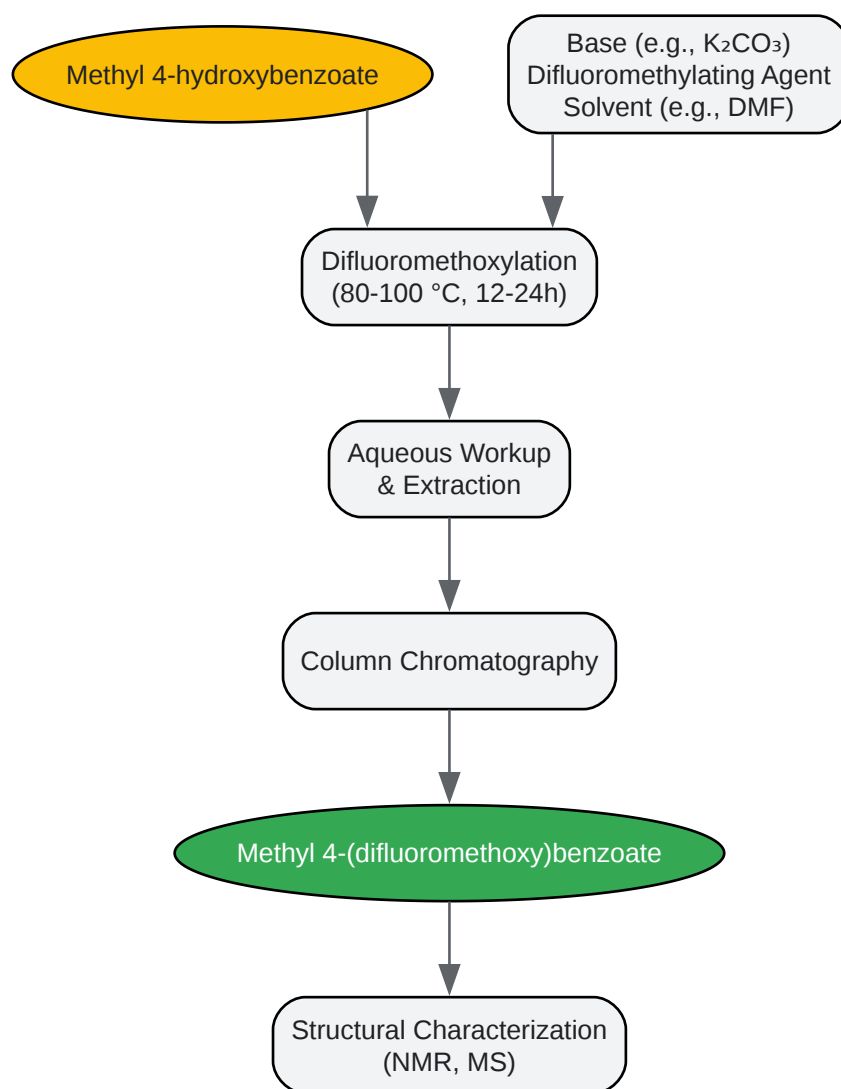 Methyl 4-hydroxybenzoate
Base (e.g., K₂CO₃)
Difluoromethylating Agent
Solvent (e.g., DMF)
Difluoromethoxylation
(80-100 °C, 12-24h)
Aqueous Workup
& Extraction
Column Chromatography
Methyl 4-(difluoromethoxy)benzoate
Structural Characterization
(NMR, MS)